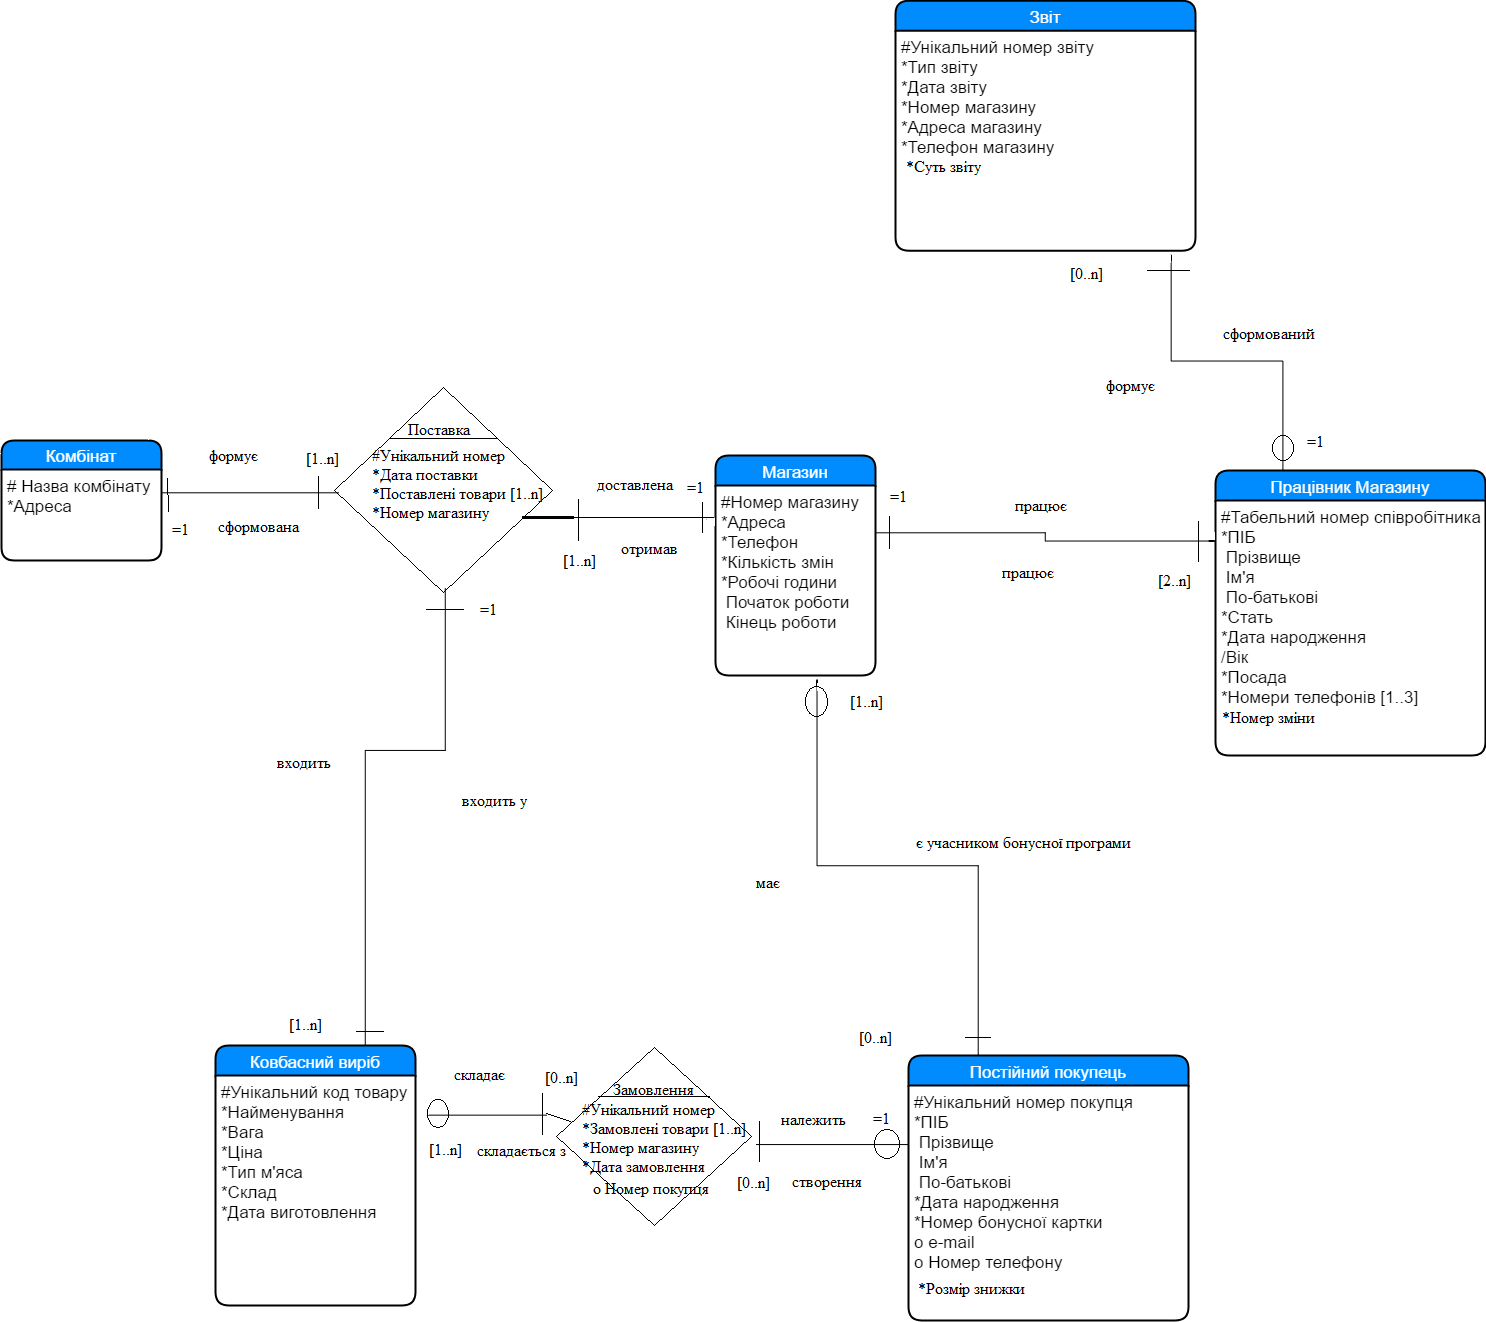 Звіт
#Унікальний номер звіту
*Тип звіту
*Дата звіту
*Номер магазину
*Адреса магазину
*Телефон магазину
*Суть звіту
[0..n]
сформований
формує
=1
Комбінат
# Назва комбінату
*Адреса
формує
[1..n]
=1
сформована
Поставка
#Унікальний номер
*Дата поставки
*Поставлені товари [1..n]
*Номер магазину
доставлена
=1
[1..n]
отримав
Магазин
#Номер магазину
*Адреса
*Телефон
*Кількість змін
*Робочі години
Початок роботи
Кінець роботи
=1
працює
працює
[2..n]
Працівник Магазину
#Табельний номер співробітника
*ПІБ
Прізвище
Ім'я
По-батькові
*Стать
*Дата народження
/Вік
*Посада
*Номери телефонів [1..3]
*Номер зміни
=1
входить
входить у
[1..n]
[1..n]
є учасником бонусної програми
має
[0..n]
Ковбасний виріб
#Унікальний код товару
*Найменування
*Вага
*Ціна
*Тип м'яса
*Склад
*Дата виготовлення
складає
[0..n]
[1..n]
складається з
Замовлення
#Унікальний номер
*Замовлені товари [1..n]
*Номер магазину
*Дата замовлення
о Номер покупця
належить
=1
[0..n]
створення
Постійний покупець
#Унікальний номер покупця
*ПІБ
Прізвище
Ім'я
По-батькові
*Дата народження
*Номер бонусної картки
о e-mail
о Номер телефону
*Розмір знижки